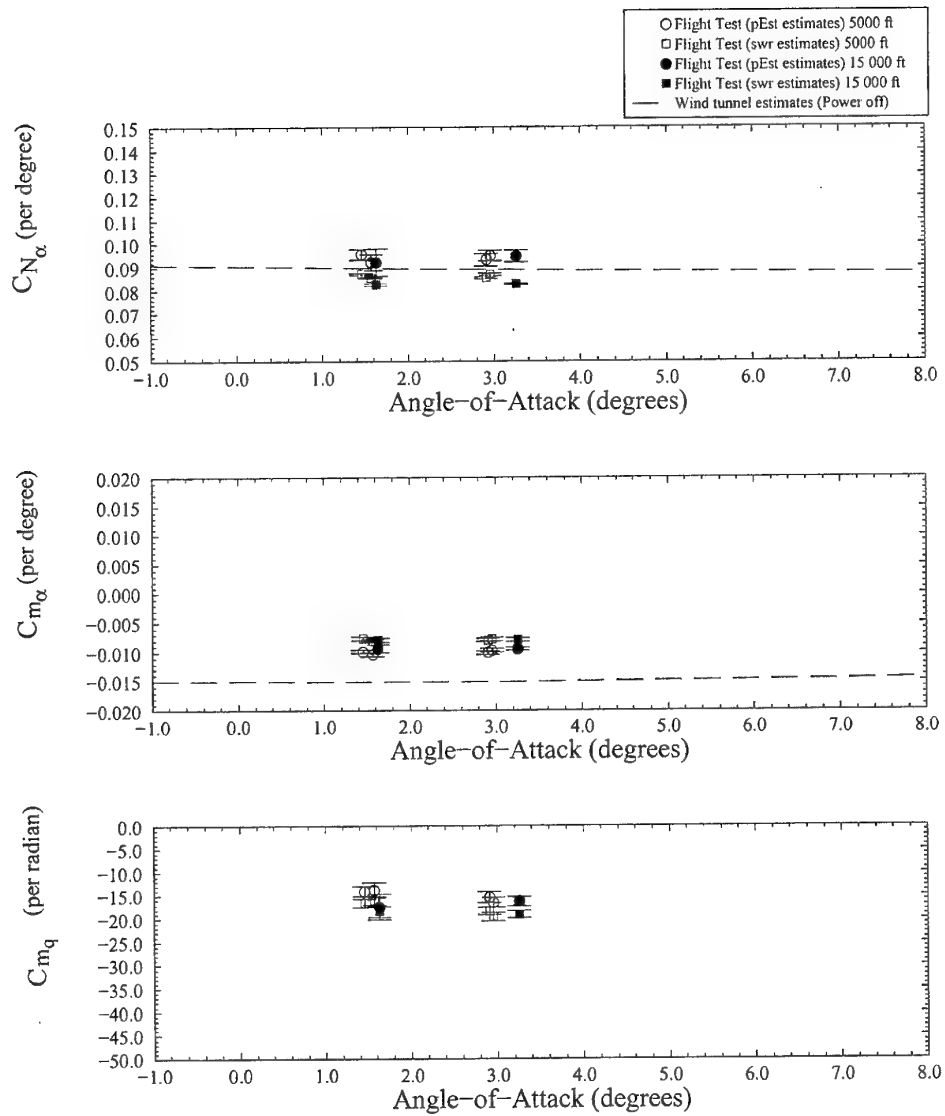 Flight Test (pEst estimates) 5000 ft
Flight Test (swr estimates) 5000 ft
Flight Test (pEst estimates) 15 000 ft
Flight Test (swr estimates) 15 000 ft
Wind tunnel estimates (Power off)
CNα (per degree)
0.15
0.14
0.13
0.12
0.11
0.10
0.09
0.08
0.07
0.06
0.05
−1.0 0.0 1.0 2.0 3.0 4.0 5.0 6.0 7.0 8.0
Angle−of−Attack (degrees)
Cmα (per degree)
0.020
0.015
0.010
0.005
0.000
−0.005
−0.010
−0.015
−0.020
−1.0 0.0 1.0 2.0 3.0 4.0 5.0 6.0 7.0 8.0
Angle−of−Attack (degrees)
Cmq (per radian)
0.0
−5.0
−10.0
−15.0
−20.0
−25.0
−30.0
−35.0
−40.0
−45.0
−50.0
−1.0 0.0 1.0 2.0 3.0 4.0 5.0 6.0 7.0 8.0
Angle−of−Attack (degrees)